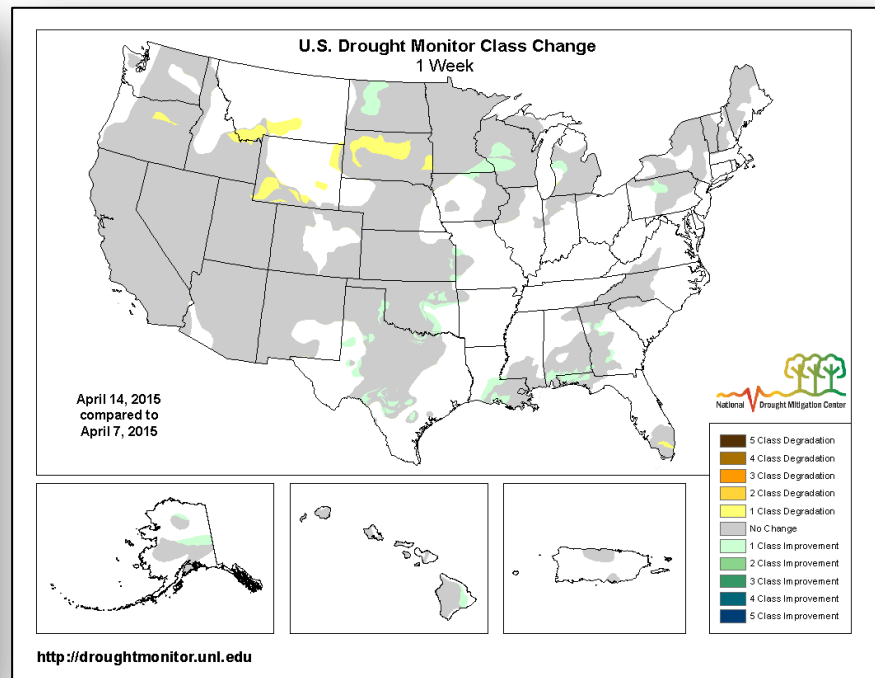 U.S. Drought Monitor Class Change
1 Week
April 14, 2015
compared to
April 7, 2015
National Drought Mitigation Center
5 Class Degradation
4 Class Degradation
3 Class Degradation
2 Class Degradation
1 Class Degradation
No Change
1 Class Improvement
2 Class Improvement
3 Class Improvement
4 Class Improvement
5 Class Improvement
http://droughtmonitor.unl.edu